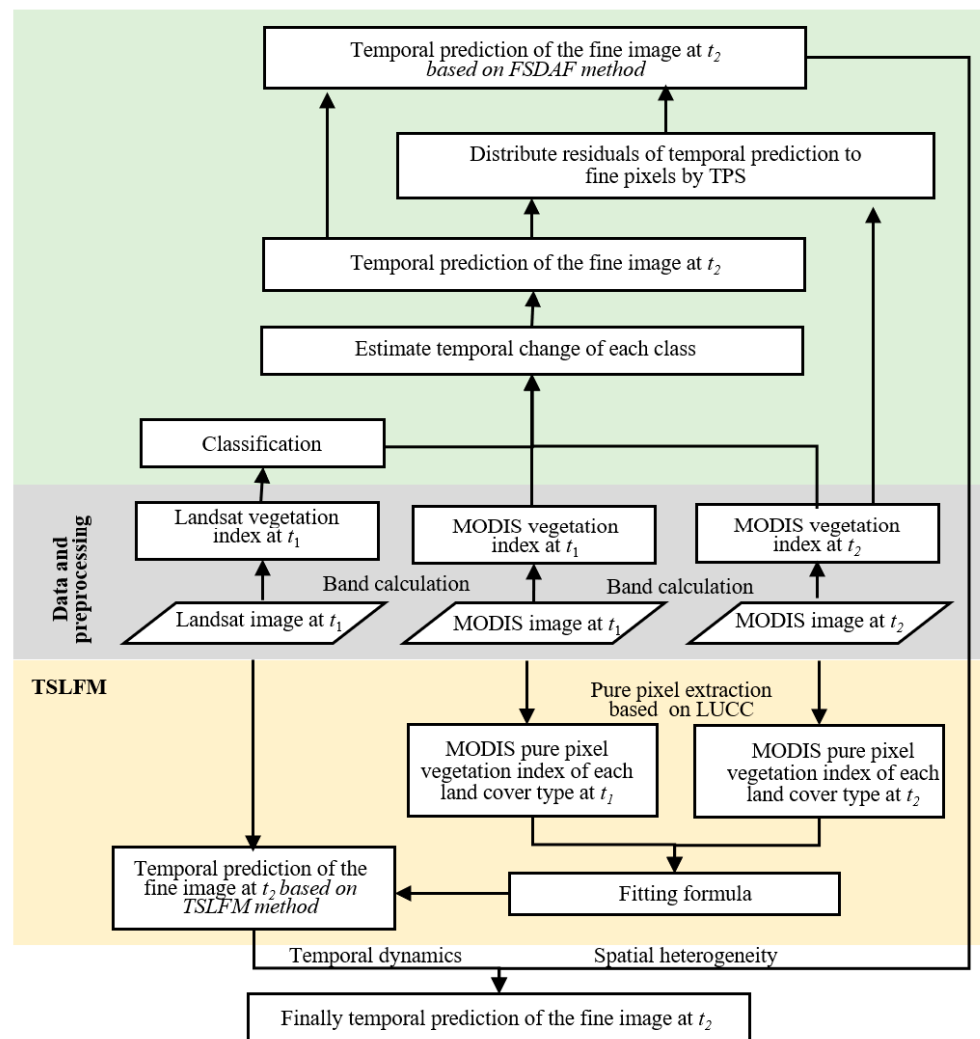 Temporal prediction of the fine image at t2
based on FSDAF method
Distribute residuals of temporal prediction to
fine pixels by TPS
Temporal prediction of the fine image at t2
Estimate temporal change of each class
Classification
Data and
preprocessing
Landsat vegetation
index at t1
MODIS vegetation
index at t1
MODIS vegetation
index at t2
Band calculation
Band calculation
Landsat image at t1
MODIS image at t1
MODIS image at t2
TSLFM
Pure pixel extraction
based on LUCC
MODIS pure pixel
vegetation index of each
land cover type at t1
MODIS pure pixel
vegetation index of each
land cover type at t2
Temporal prediction of the
fine image at t2 based on
TSLFM method
Fitting formula
Temporal dynamics
Spatial heterogeneity
Finally temporal prediction of the fine image at t2